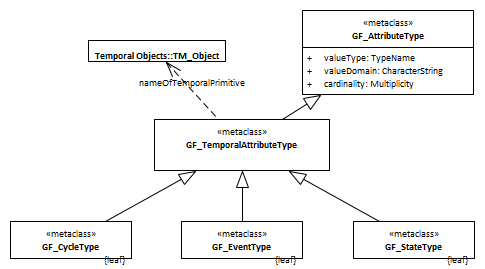 «metaclass»
GF_AttributeType
+ valueType: TypeName
+ valueDomain: CharacterString
+ cardinality: Multiplicity
Temporal Objects::TM_Object
nameOfTemporalPrimitive
«metaclass»
GF_TemporalAttributeType
«metaclass»
GF_CycleType
{leaf}
«metaclass»
GF_EventType
{leaf}
«metaclass»
GF_StateType
{leaf}